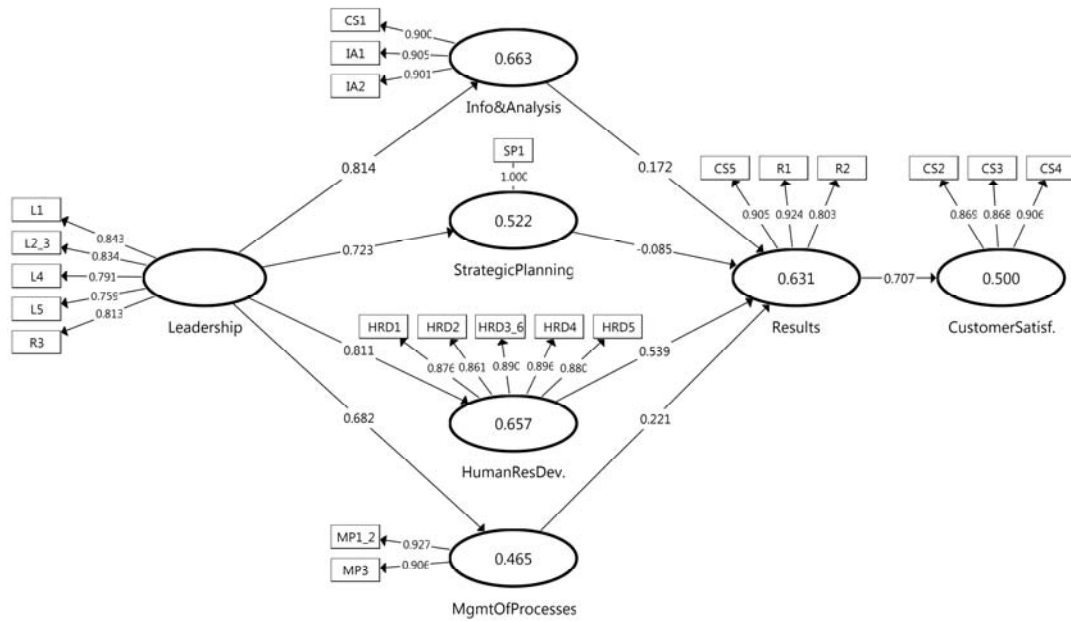 CS1
0.900
IA1
0.905
IA2
0.901
0.663
Info&Analysis
0.814
SP1
1.000
0.172
CS5
R1
R2
0.905
0.924
0.803
CS2
CS3
CS4
0.869
0.868
0.906
L1
0.843
L2_3
0.834
L4
0.791
L5
0.759
R3
0.813
Leadership
0.723
0.522
StrategicPlanning
-0.085
0.631
Results
0.707
0.500
CustomerSatisf.
HRD1
HRD2
HRD3_6
HRD4
HRD5
0.876
0.861
0.890
0.896
0.880
0.811
0.539
0.657
HumanResDev.
0.682
0.221
MP1_2
0.927
MP3
0.906
0.465
MgmtOfProcesses